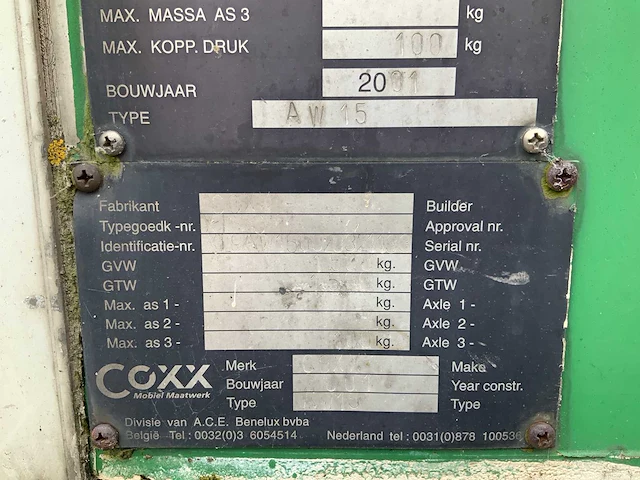 MAX. MASSA AS 3 kg
MAX. KOPP. DRUK 100 kg
BOUWJAAR 2001
TYPE AW 15
Fabrikant Builder
Typegoedk -nr. Approval nr.
Identificatie-nr. Serial nr.
GVW kg. GVW
GTW kg. GTW
Max. as 1 - kg. Axle 1 -
Max. as 2 - kg. Axle 2 -
Max. as 3 - kg. Axle 3 -
COXX
Mobiel Maatwerk
Merk Make
Bouwjaar Year constr.
Type Type
Divisie van A.C.E. Benelux bvba
België Tel : 0032(0)3 6054514 Nederland tel : 0031(0)878 100536